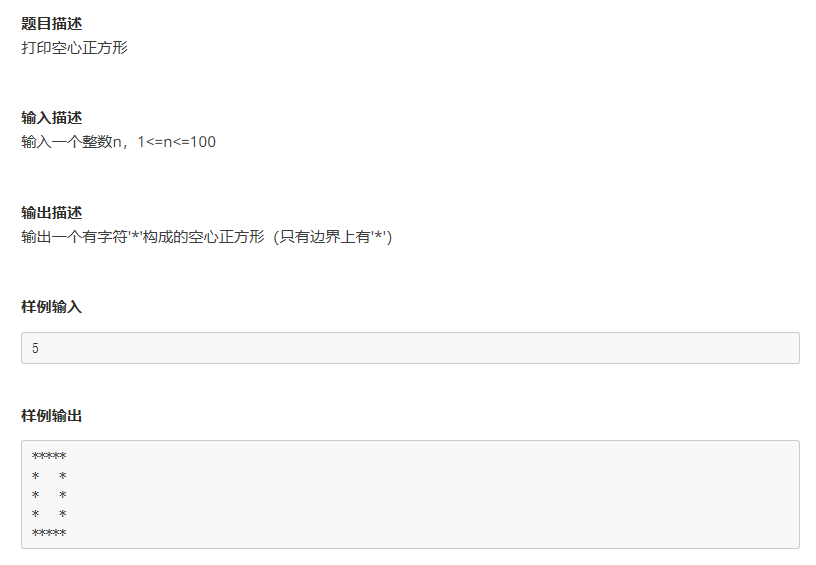 题目描述
打印空心正方形
输入描述
输入一个整数n，1<=n<=100
输出描述
输出一个有字符'*'构成的空心正方形（只有边界上有'*'）
样例输入
5
样例输出
*****
*   *
*   *
*   *
*****